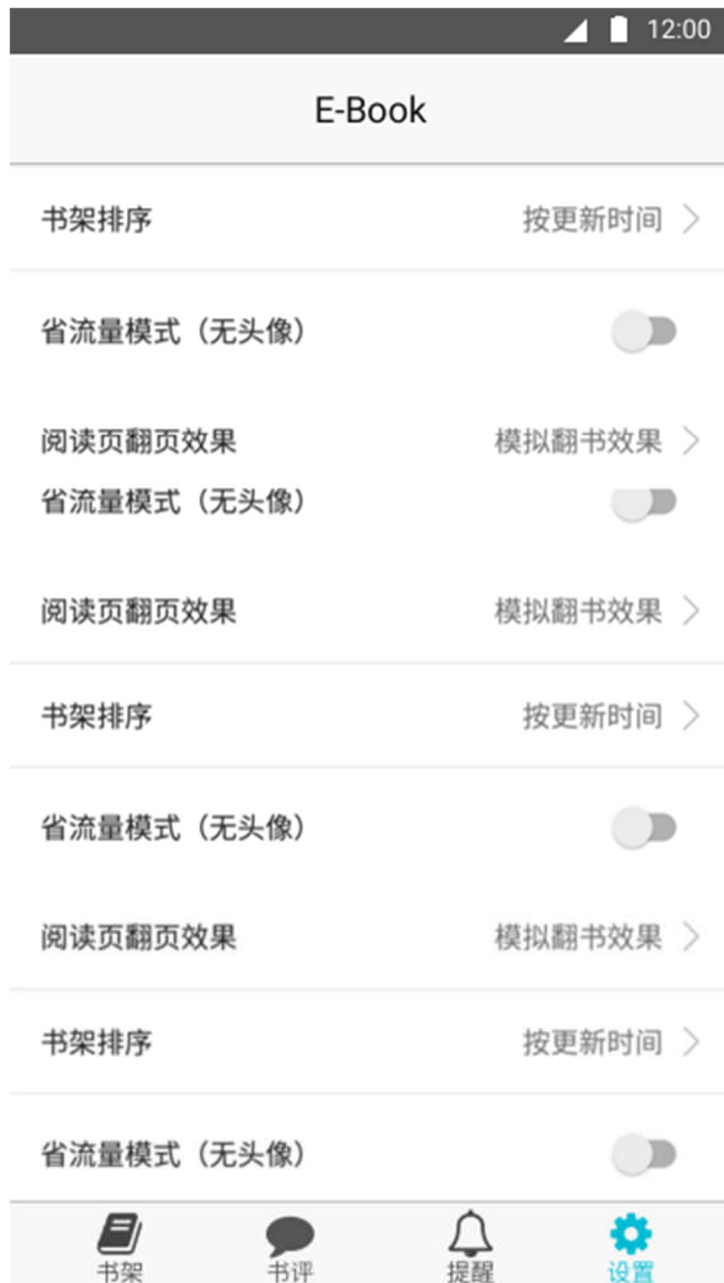 12:00
E-Book
书架排序 按更新时间
省流量模式（无头像）
阅读页翻页效果 模拟翻书效果
省流量模式（无头像）
阅读页翻页效果 模拟翻书效果
书架排序 按更新时间
省流量模式（无头像）
阅读页翻页效果 模拟翻书效果
书架排序 按更新时间
省流量模式（无头像）
书架 书评 提醒 设置